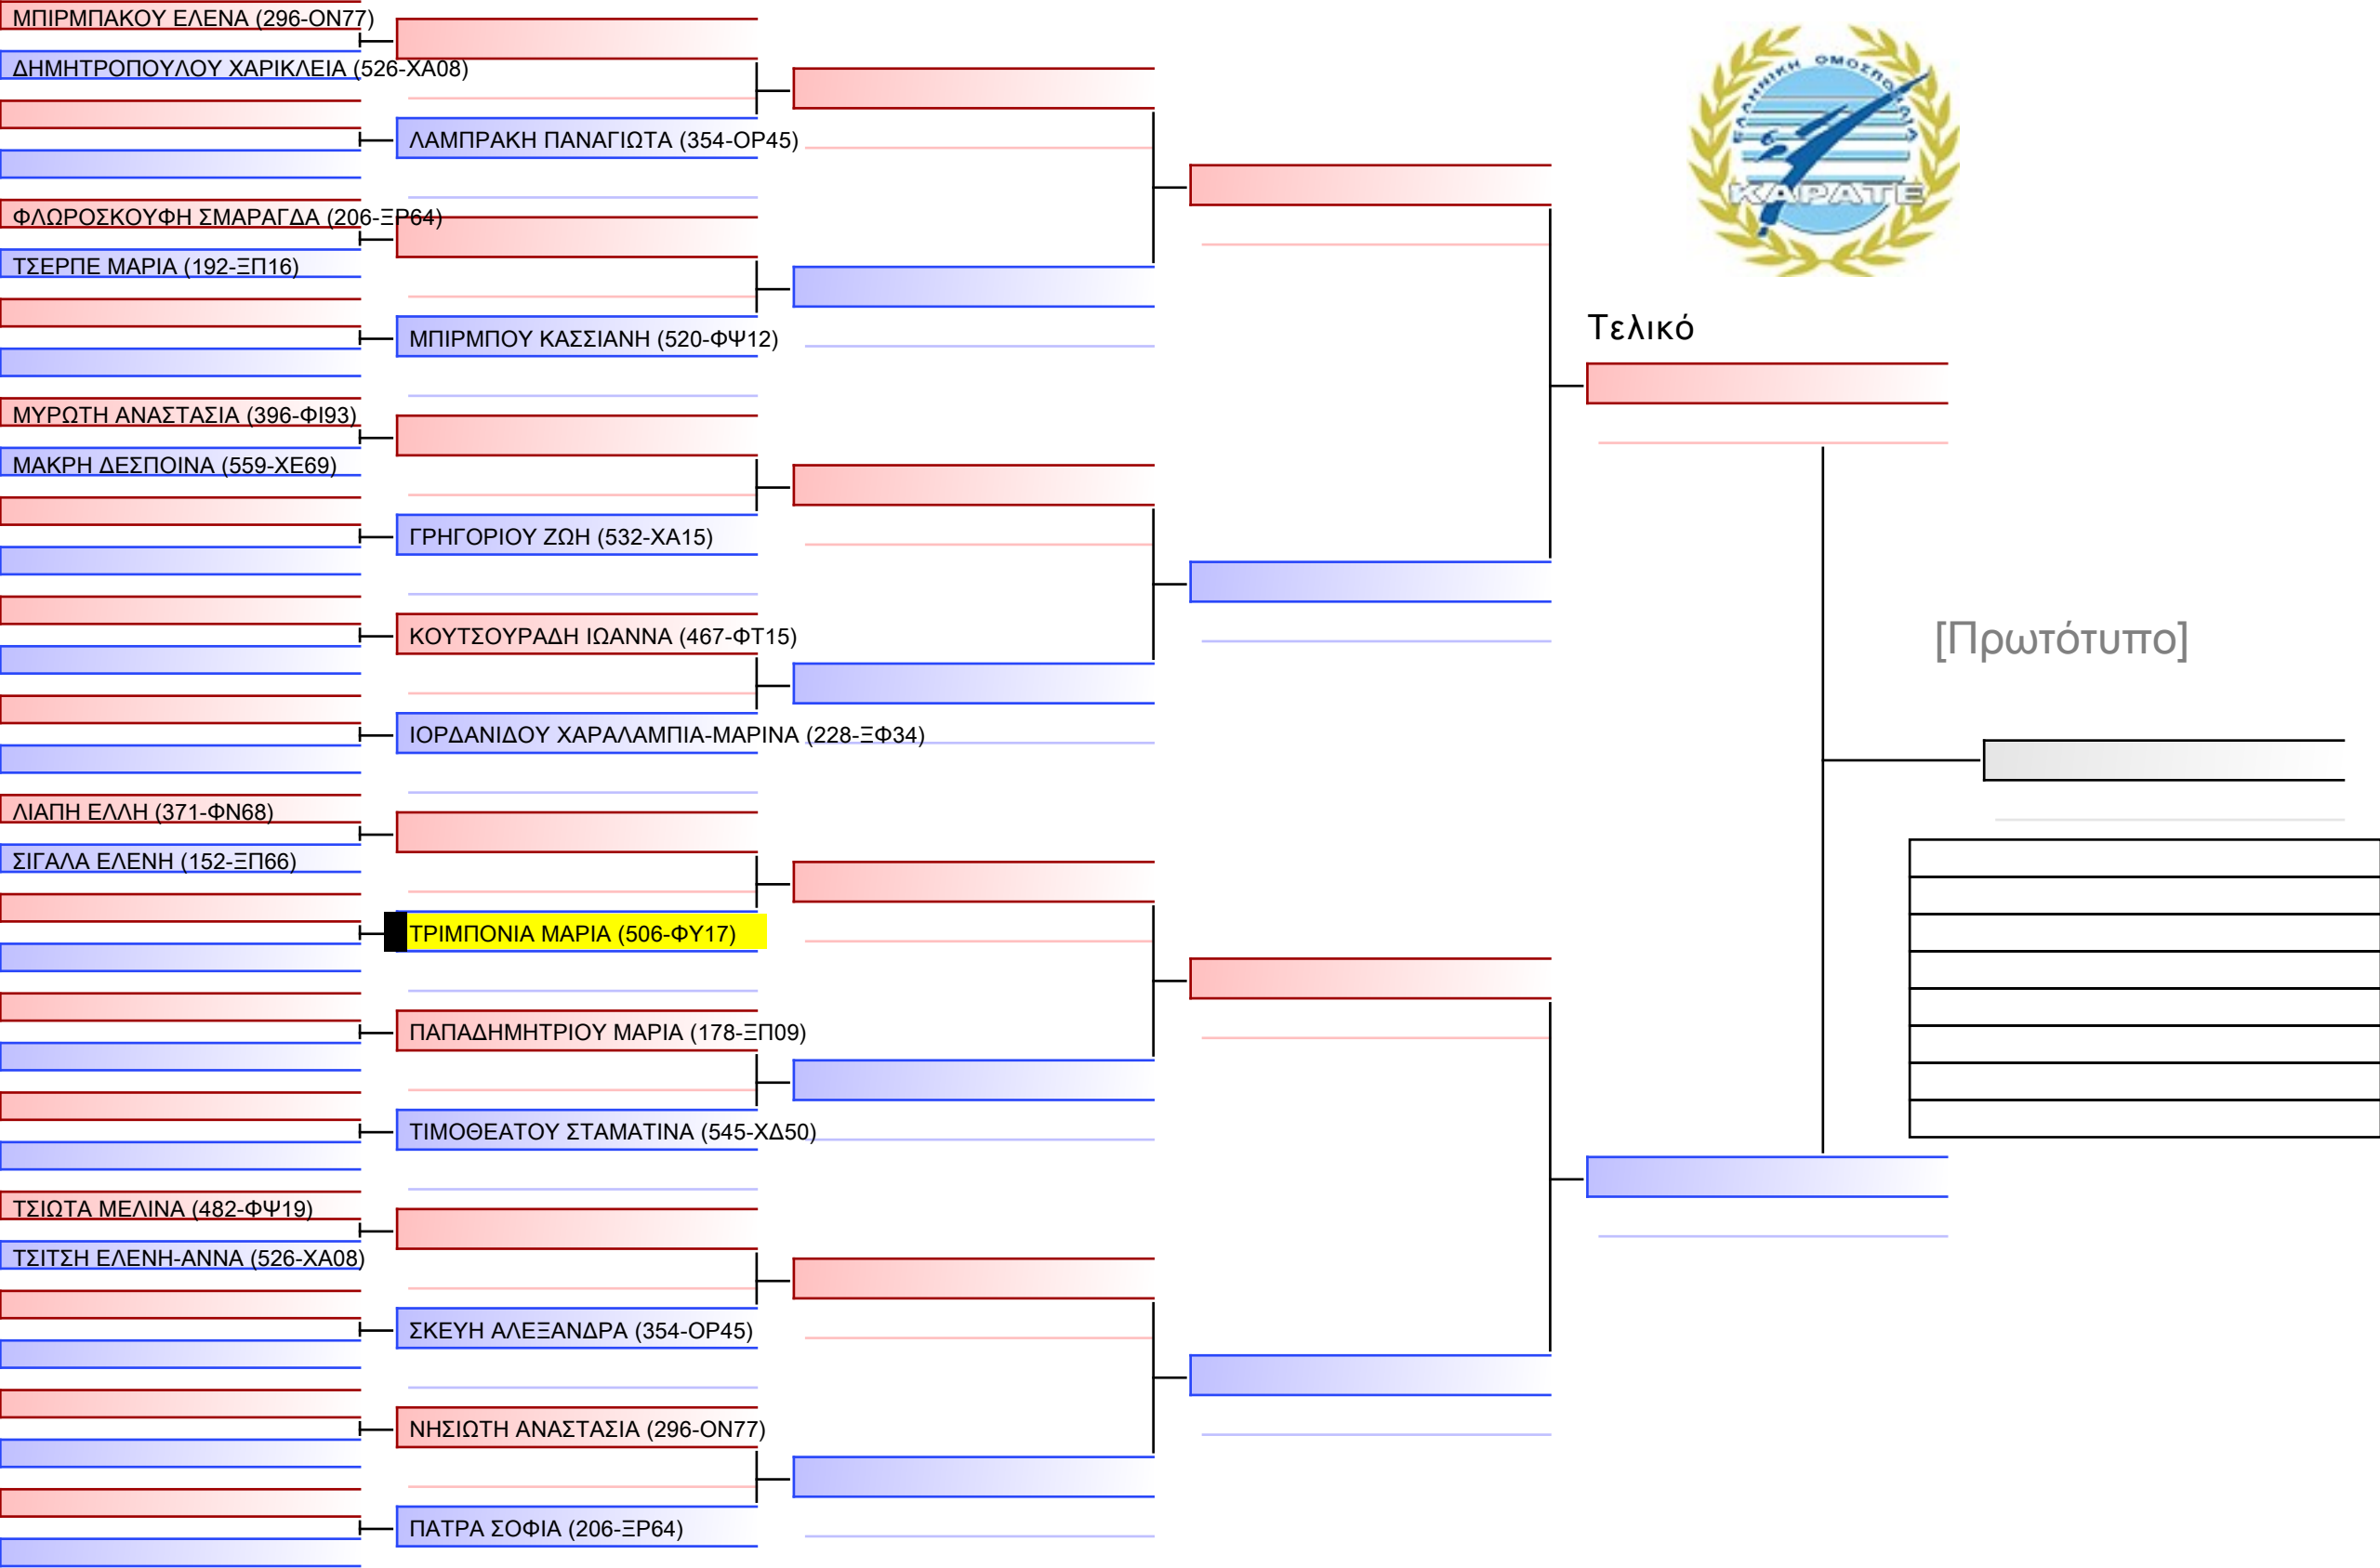 ΜΠΙΡΜΠΑΚΟΥ ΕΛΕΝΑ (296-ΟΝ77)
ΔΗΜΗΤΡΟΠΟΥΛΟΥ ΧΑΡΙΚΛΕΙΑ (526-ΧΑ08)
ΦΛΩΡΟΣΚΟΥΦΗ ΣΜΑΡΑΓΔΑ (206-ΞΡ64)
ΤΣΕΡΠΕ ΜΑΡΙΑ (192-ΞΠ16)
ΜΥΡΩΤΗ ΑΝΑΣΤΑΣΙΑ (396-ΦΙ93)
ΜΑΚΡΗ ΔΕΣΠΟΙΝΑ (559-ΧΕ69)
ΛΙΑΠΗ ΕΛΛΗ (371-ΦΝ68)
ΣΙΓΑΛΑ ΕΛΕΝΗ (152-ΞΠ66)
ΤΣΙΩΤΑ ΜΕΛΙΝΑ (482-ΦΨ19)
ΤΣΙΤΣΗ ΕΛΕΝΗ-ΑΝΝΑ (526-ΧΑ08)
ΛΑΜΠΡΑΚΗ ΠΑΝΑΓΙΩΤΑ (354-ΟΡ45)
ΜΠΙΡΜΠΟΥ ΚΑΣΣΙΑΝΗ (520-ΦΨ12)
ΓΡΗΓΟΡΙΟΥ ΖΩΗ (532-ΧΑ15)
ΚΟΥΤΣΟΥΡΑΔΗ ΙΩΑΝΝΑ (467-ΦΤ15)
ΙΟΡΔΑΝΙΔΟΥ ΧΑΡΑΛΑΜΠΙΑ-ΜΑΡΙΝΑ (228-ΞΦ34)
ΤΡΙΜΠΟΝΙΑ ΜΑΡΙΑ (506-ΦΥ17)
ΠΑΠΑΔΗΜΗΤΡΙΟΥ ΜΑΡΙΑ (178-ΞΠ09)
ΤΙΜΟΘΕΑΤΟΥ ΣΤΑΜΑΤΙΝΑ (545-ΧΔ50)
ΣΚΕΥΗ ΑΛΕΞΑΝΔΡΑ (354-ΟΡ45)
ΝΗΣΙΩΤΗ ΑΝΑΣΤΑΣΙΑ (296-ΟΝ77)
ΠΑΤΡΑ ΣΟΦΙΑ (206-ΞΡ64)
ΕΛΛΗΝΙΚΗ ΟΜΟΣΠΟΝΔΙΑ
ΚΑΡΑΤΕ
Τελικό
[Πρωτότυπο]